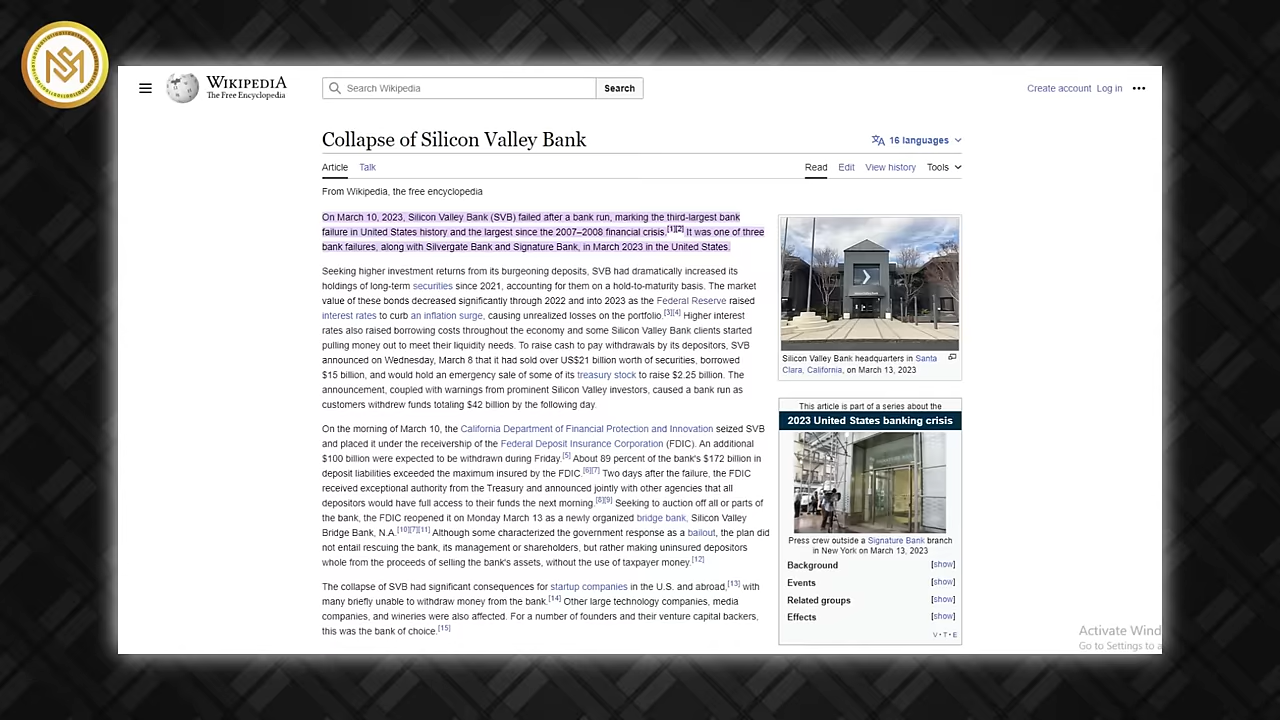 SM
WIKIPEDIA
The Free Encyclopedia
Search Wikipedia
Search
Create account Log in
Collapse of Silicon Valley Bank
16 languages
Article Talk
Read Edit View history Tools
From Wikipedia, the free encyclopedia
On March 10, 2023, Silicon Valley Bank (SVB) failed after a bank run, marking the third-largest bank
failure in United States history and the largest since the 2007–2008 financial crisis.[1][2] It was one of three
bank failures, along with Silvergate Bank and Signature Bank, in March 2023 in the United States.
Seeking higher investment returns from its burgeoning deposits, SVB had dramatically increased its
holdings of long-term securities since 2021, accounting for them on a hold-to-maturity basis. The market
value of these bonds decreased significantly through 2022 and into 2023 as the Federal Reserve raised
interest rates to curb an inflation surge, causing unrealized losses on the portfolio.[3][4] Higher interest
rates also raised borrowing costs throughout the economy and some Silicon Valley Bank clients started
pulling money out to meet their liquidity needs. To raise cash to pay withdrawals by its depositors, SVB
announced on Wednesday, March 8 that it had sold over US$21 billion worth of securities, borrowed
$15 billion, and would hold an emergency sale of some of its treasury stock to raise $2.25 billion. The
announcement, coupled with warnings from prominent Silicon Valley investors, caused a bank run as
customers withdrew funds totaling $42 billion by the following day.
On the morning of March 10, the California Department of Financial Protection and Innovation seized SVB
and placed it under the receivership of the Federal Deposit Insurance Corporation (FDIC). An additional
$100 billion were expected to be withdrawn during Friday.[5] About 89 percent of the bank's $172 billion in
deposit liabilities exceeded the maximum insured by the FDIC.[6][7] Two days after the failure, the FDIC
received exceptional authority from the Treasury and announced jointly with other agencies that all
depositors would have full access to their funds the next morning.[8][9] Seeking to auction off all or parts of
the bank, the FDIC reopened it on Monday March 13 as a newly organized bridge bank, Silicon Valley
Bridge Bank, N.A.[10][7][11] Although some characterized the government response as a bailout, the plan did
not entail rescuing the bank, its management or shareholders, but rather making uninsured depositors
whole from the proceeds of selling the bank's assets, without the use of taxpayer money.[12]
The collapse of SVB had significant consequences for startup companies in the U.S. and abroad,[13] with
many briefly unable to withdraw money from the bank.[14] Other large technology companies, media
companies, and wineries were also affected. For a number of founders and their venture capital backers,
this was the bank of choice.[15]
Silicon Valley Bank headquarters in Santa
Clara, California, on March 13, 2023
This article is part of a series about the
2023 United States banking crisis
Press crew outside a Signature Bank branch
in New York on March 13, 2023
Background [show]
Events [show]
Related groups [show]
Effects [show]
V • T • E
Activate Wind
Go to Settings to a